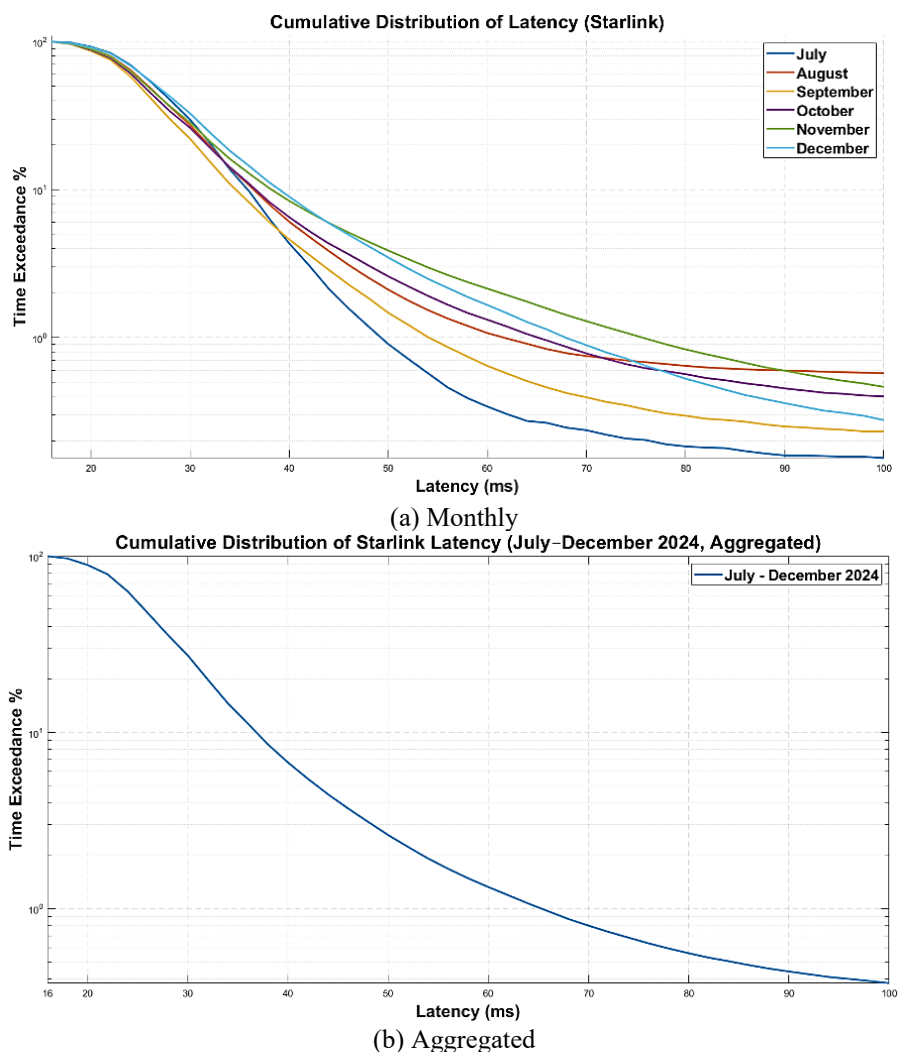 Cumulative Distribution of Latency (Starlink)
10²
10¹
10⁰
Time Exceedance %
July
August
September
October
November
December
20 30 40 50 60 70 80 90 100
Latency (ms)
(a) Monthly
Cumulative Distribution of Starlink Latency (July–December 2024, Aggregated)
10²
10¹
10⁰
Time Exceedance %
July - December 2024
16 20 30 40 50 60 70 80 90 100
Latency (ms)
(b) Aggregated